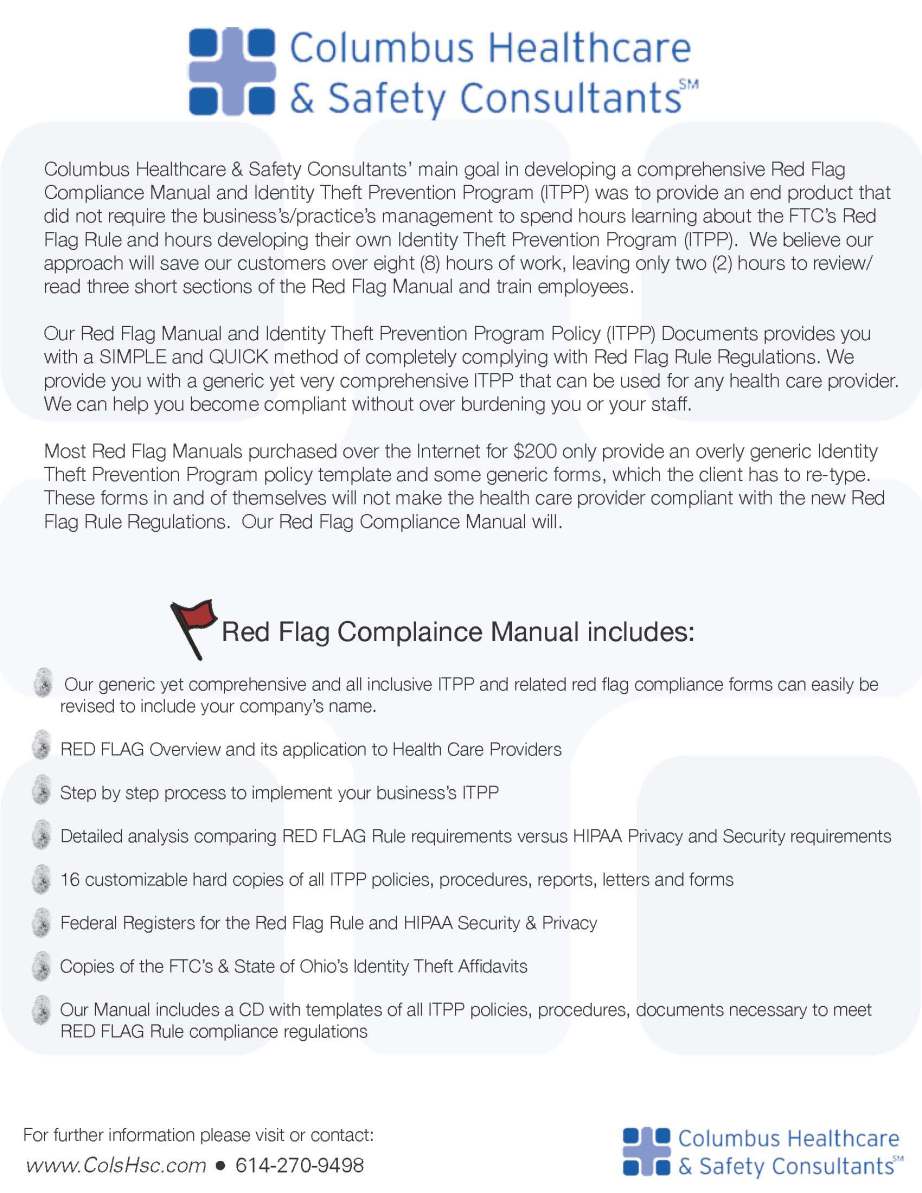 Columbus Healthcare
& Safety Consultants℠
Columbus Healthcare & Safety Consultants' main goal in developing a comprehensive Red Flag
Compliance Manual and Identity Theft Prevention Program (ITPP) was to provide an end product that
did not require the business's/practice's management to spend hours learning about the FTC's Red
Flag Rule and hours developing their own Identity Theft Prevention Program (ITPP).  We believe our
approach will save our customers over eight (8) hours of work, leaving only two (2) hours to review/
read three short sections of the Red Flag Manual and train employees.
Our Red Flag Manual and Identity Theft Prevention Program Policy (ITPP) Documents provides you
with a SIMPLE and QUICK method of completely complying with Red Flag Rule Regulations. We
provide you with a generic yet very comprehensive ITPP that can be used for any health care provider.
We can help you become compliant without over burdening you or your staff.
Most Red Flag Manuals purchased over the Internet for $200 only provide an overly generic Identity
Theft Prevention Program policy template and some generic forms, which the client has to re-type.
These forms in and of themselves will not make the health care provider compliant with the new Red
Flag Rule Regulations.  Our Red Flag Compliance Manual will.
Red Flag Complaince Manual includes:
Our generic yet comprehensive and all inclusive ITPP and related red flag compliance forms can easily be
revised to include your company's name.
RED FLAG Overview and its application to Health Care Providers
Step by step process to implement your business's ITPP
Detailed analysis comparing RED FLAG Rule requirements versus HIPAA Privacy and Security requirements
16 customizable hard copies of all ITPP policies, procedures, reports, letters and forms
Federal Registers for the Red Flag Rule and HIPAA Security & Privacy
Copies of the FTC's & State of Ohio's Identity Theft Affidavits
Our Manual includes a CD with templates of all ITPP policies, procedures, documents necessary to meet
RED FLAG Rule compliance regulations
For further information please visit or contact:
www.ColsHsc.com ● 614-270-9498
Columbus Healthcare
& Safety Consultants℠